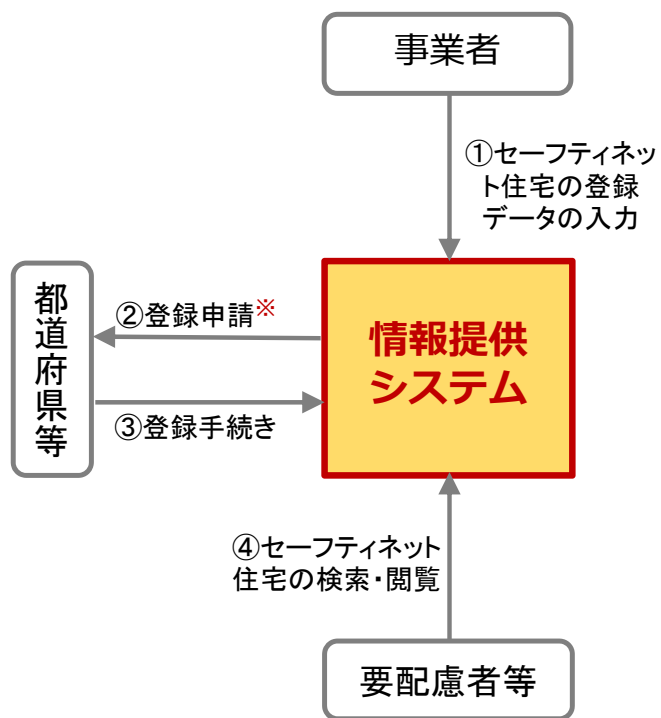 事業者
①セーフティネッ
ト住宅の登録
データの入力
都道府県等
②登録申請※
情報提供
システム
③登録手続き
④セーフティネット
住宅の検索・閲覧
要配慮者等